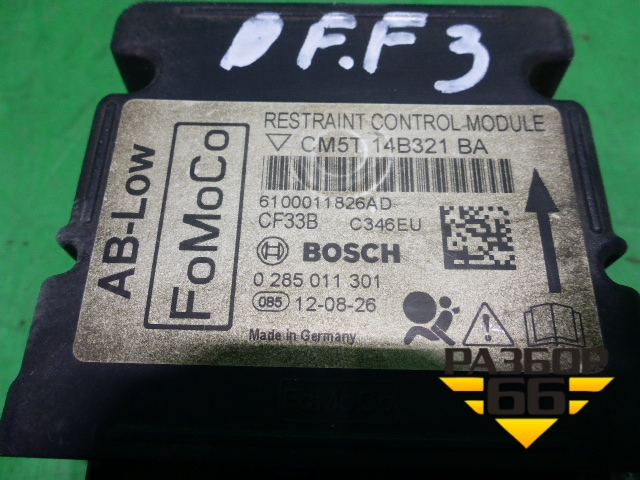 F.F3
RESTRAINT CONTROL MODULE
CM5T 14B321 BA
6100011826AD
CF33B C346EU
BOSCH
0 285 011 301
085 12-08-26
Made in Germany
AB-Low
FoMoCo
FoMoCo
РАЗБОР
66